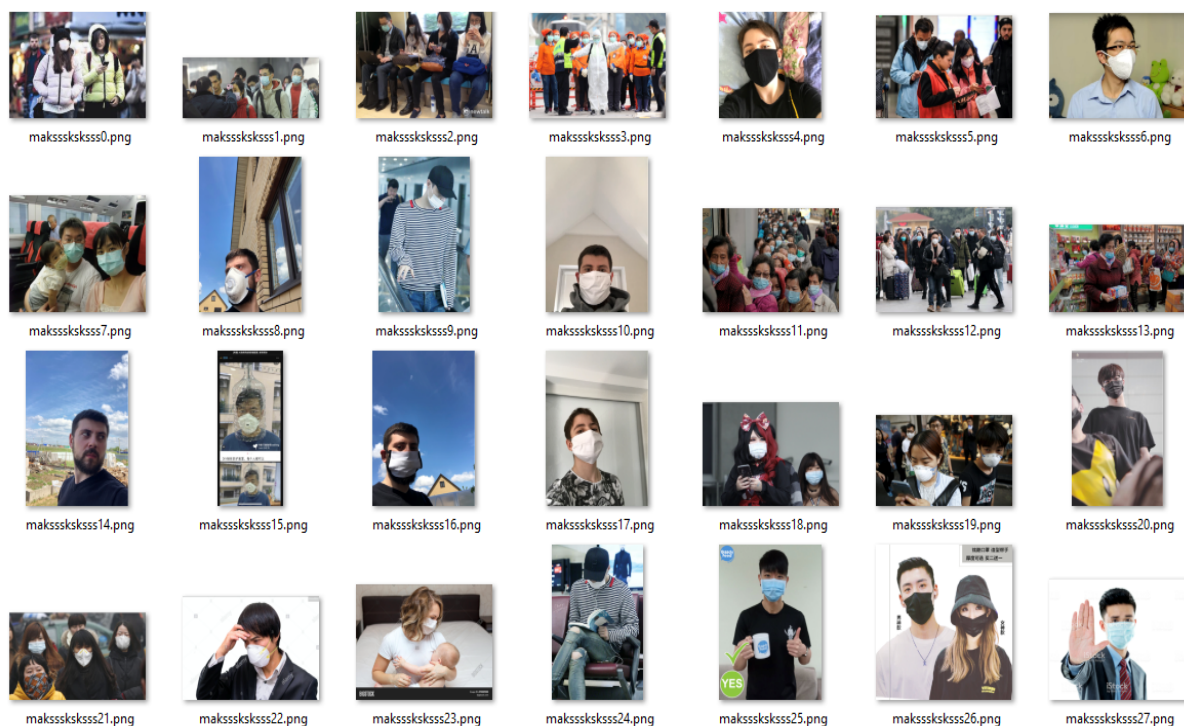 maksssksksss0.png
maksssksksss1.png
maksssksksss2.png
maksssksksss3.png
maksssksksss4.png
maksssksksss5.png
maksssksksss6.png
maksssksksss7.png
maksssksksss8.png
maksssksksss9.png
maksssksksss10.png
maksssksksss11.png
maksssksksss12.png
maksssksksss13.png
maksssksksss14.png
maksssksksss15.png
maksssksksss16.png
maksssksksss17.png
maksssksksss18.png
maksssksksss19.png
maksssksksss20.png
YES
iStock
maksssksksss21.png
maksssksksss22.png
maksssksksss23.png
maksssksksss24.png
maksssksksss25.png
maksssksksss26.png
maksssksksss27.png